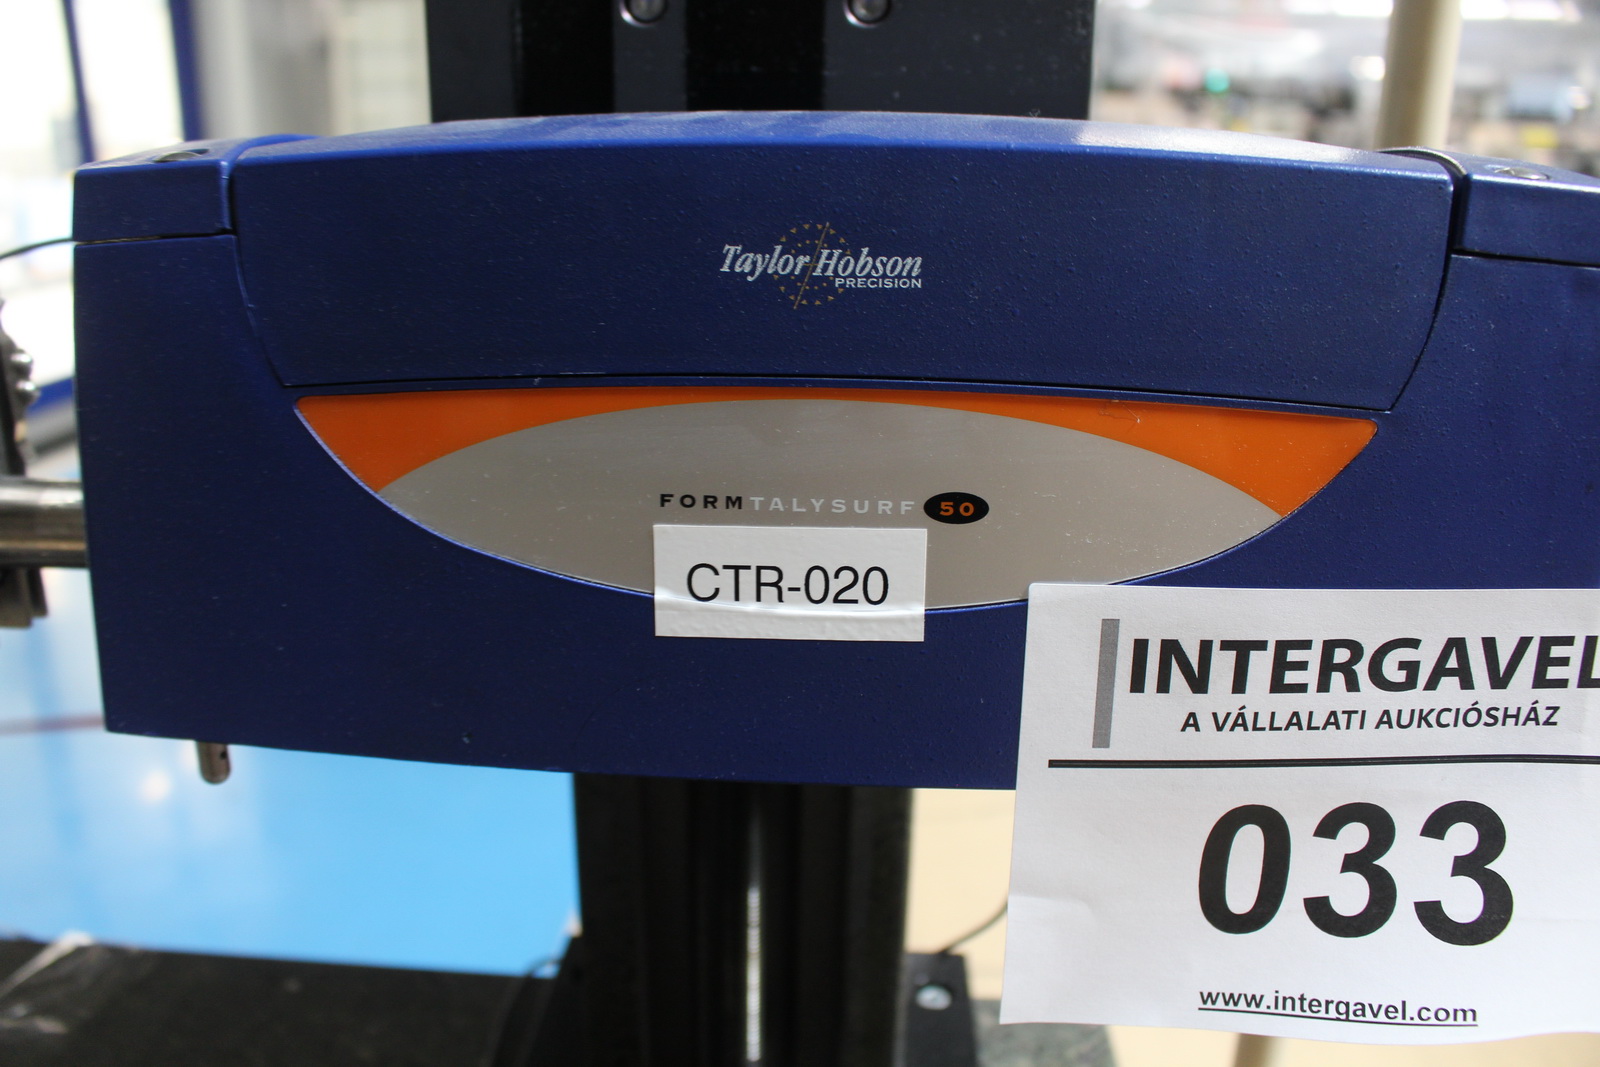 Taylor Hobson
PRECISION
FORMTALYSURF 50
CTR-020
INTERGAVEL
A VÁLLALATI AUKCIÓSHÁZ
033
www.intergavel.com